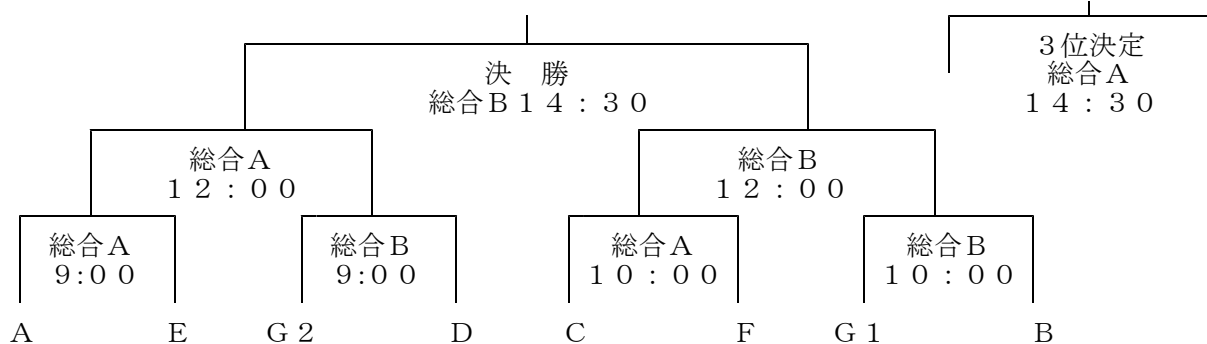 ３位決定
総合Ａ
１４：３０
決　勝
総合Ｂ１４：３０
総合Ａ
１２：００
総合Ｂ
１２：００
総合Ａ
9:００
総合Ｂ
9:００
総合Ａ
１０：００
総合Ｂ
１０：００
Ａ　Ｅ　Ｇ２　Ｄ　Ｃ　Ｆ　Ｇ１　Ｂ